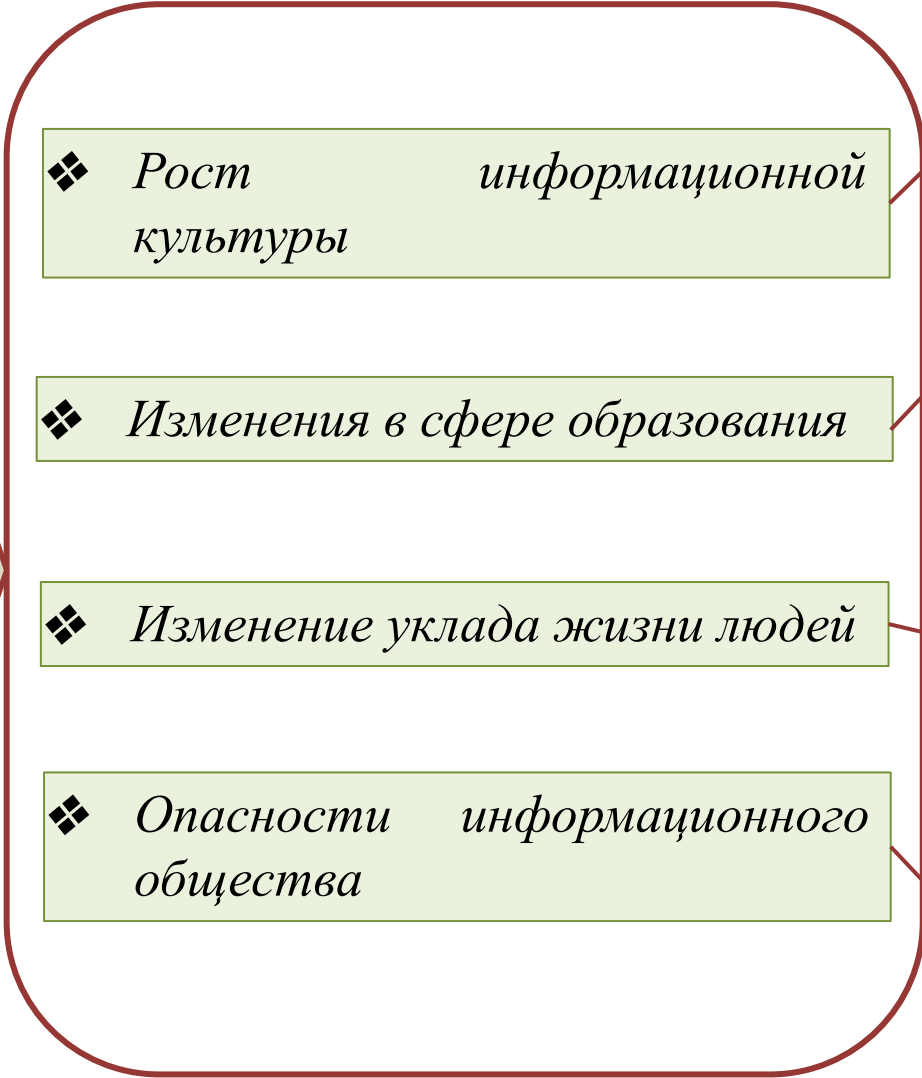 ❖ Рост информационной
культуры
❖ Изменения в сфере образования
❖ Изменение уклада жизни людей
❖ Опасности информационного
общества